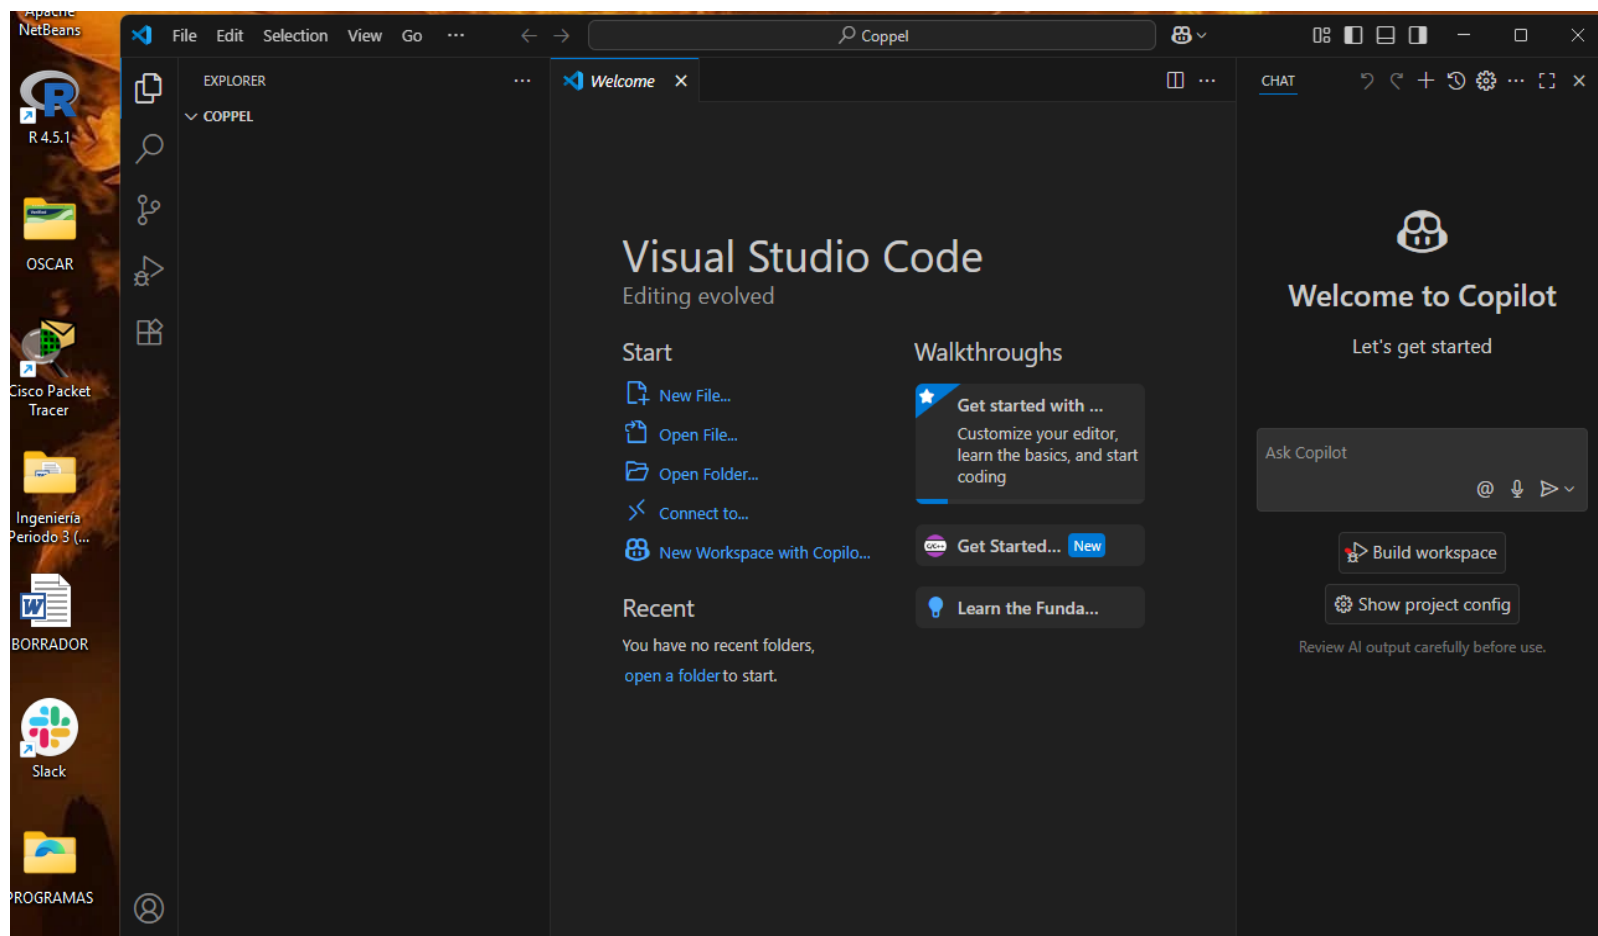 Apache
NetBeans
R 4.5.1
OSCAR
Cisco Packet
Tracer
Ingeniería
Periodo 3 (...
BORRADOR
Slack
PROGRAMAS
File Edit Selection View Go ...
Coppel
EXPLORER
COPPEL
Welcome
Visual Studio Code
Editing evolved
Start
New File...
Open File...
Open Folder...
Connect to...
New Workspace with Copilo...
Recent
You have no recent folders,
open a folder to start.
Walkthroughs
Get started with ...
Customize your editor,
learn the basics, and start
coding
C/C++
Get Started... New
Learn the Funda...
CHAT
Welcome to Copilot
Let's get started
Ask Copilot
Build workspace
Show project config
Review AI output carefully before use.